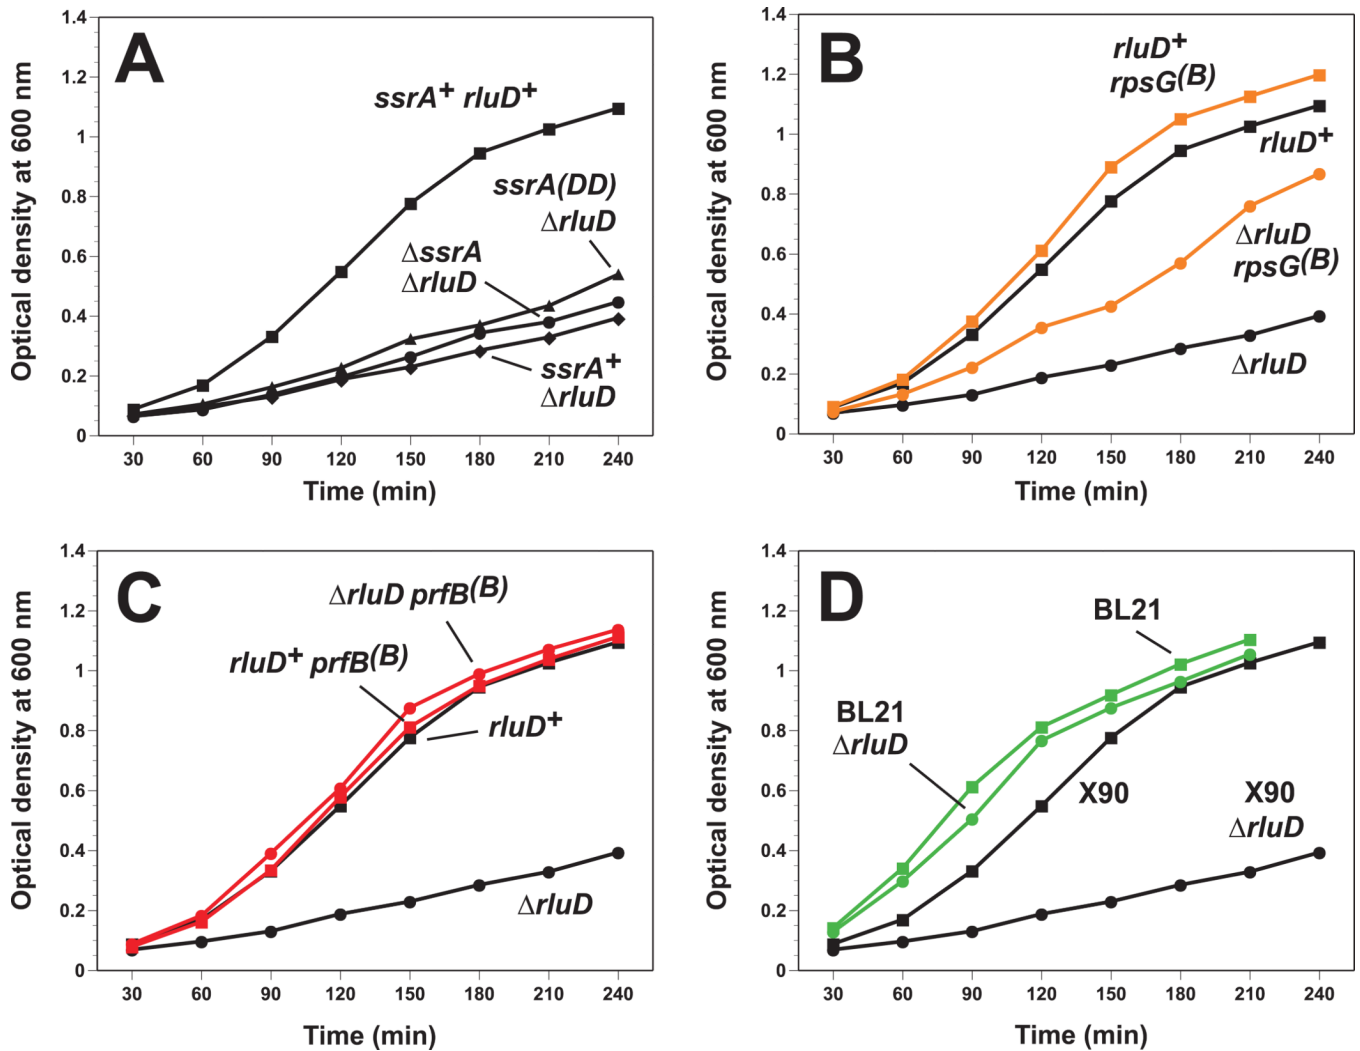 A
Optical density at 600 nm
1.4
1.2
1
0.8
0.6
0.4
0.2
0
ssrA+ rluD+
ssrA(DD)
ΔrluD
ΔssrA
ΔrluD
ssrA+
ΔrluD
30 60 90 120 150 180 210 240
Time (min)
B
Optical density at 600 nm
1.4
1.2
1
0.8
0.6
0.4
0.2
0
rluD+
rpsG(B)
rluD+
ΔrluD
rpsG(B)
ΔrluD
30 60 90 120 150 180 210 240
Time (min)
C
Optical density at 600 nm
1.4
1.2
1
0.8
0.6
0.4
0.2
0
ΔrluD prfB(B)
rluD+ prfB(B)
rluD+
ΔrluD
30 60 90 120 150 180 210 240
Time (min)
D
Optical density at 600 nm
1.4
1.2
1
0.8
0.6
0.4
0.2
0
BL21
BL21
ΔrluD
X90
X90
ΔrluD
30 60 90 120 150 180 210 240
Time (min)